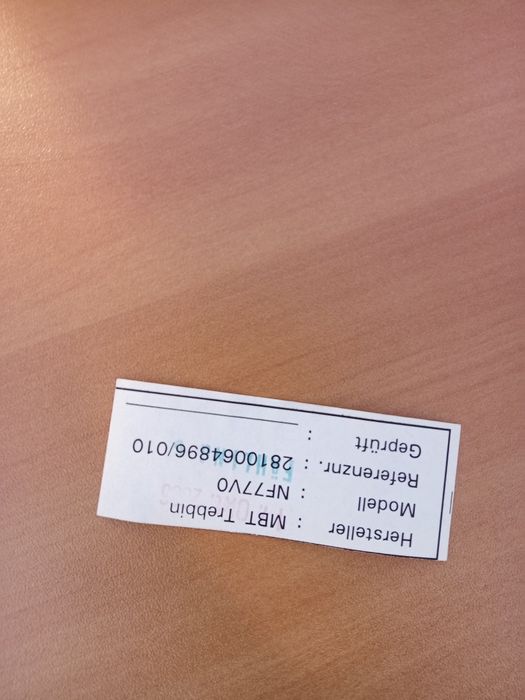 Hersteller : MBT Trebbin
Modell : NF77V0
Referenznr. : 2810064896/010
Geprüft :